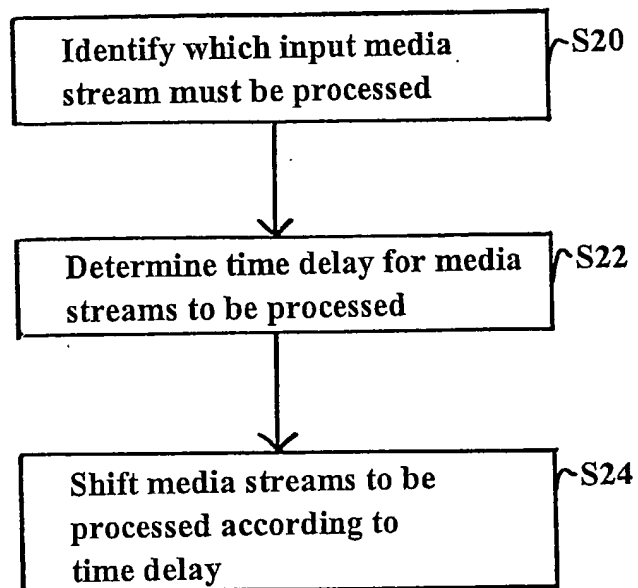 Identify which input media
stream must be processed
S20
Determine time delay for media
streams to be processed
S22
Shift media streams to be
processed according to
time delay
S24